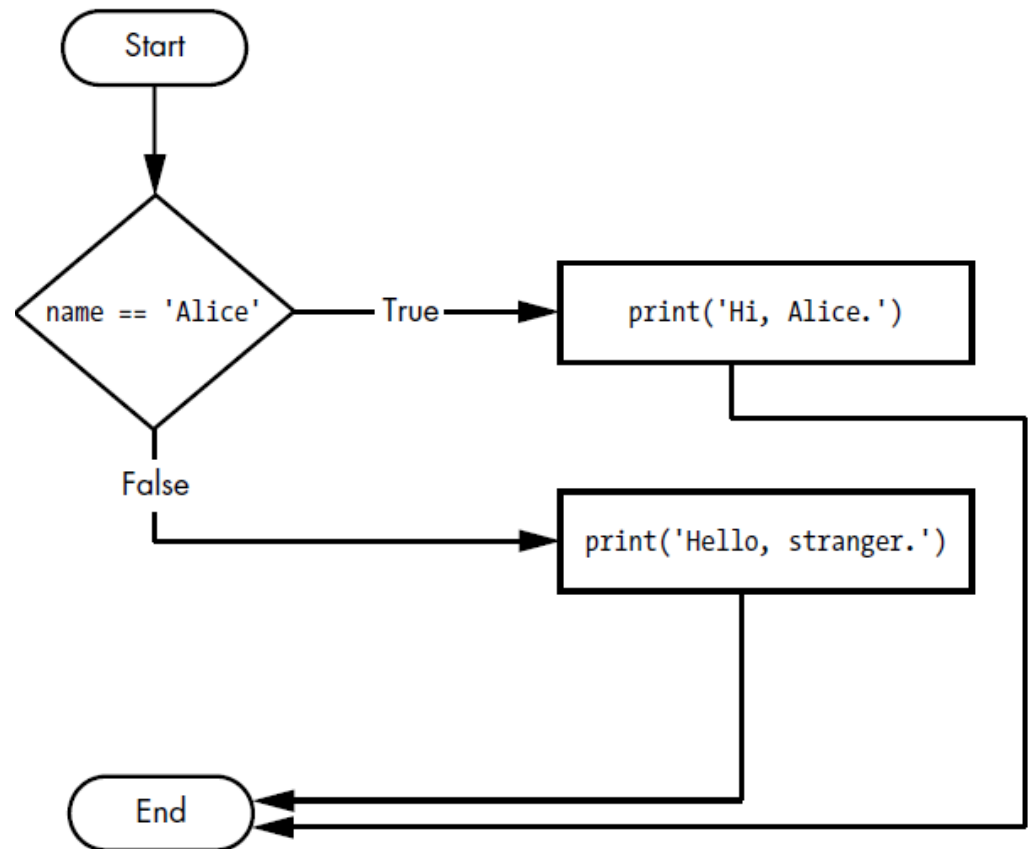 Start
name == 'Alice'
True
print('Hi, Alice.')
False
print('Hello, stranger.')
End